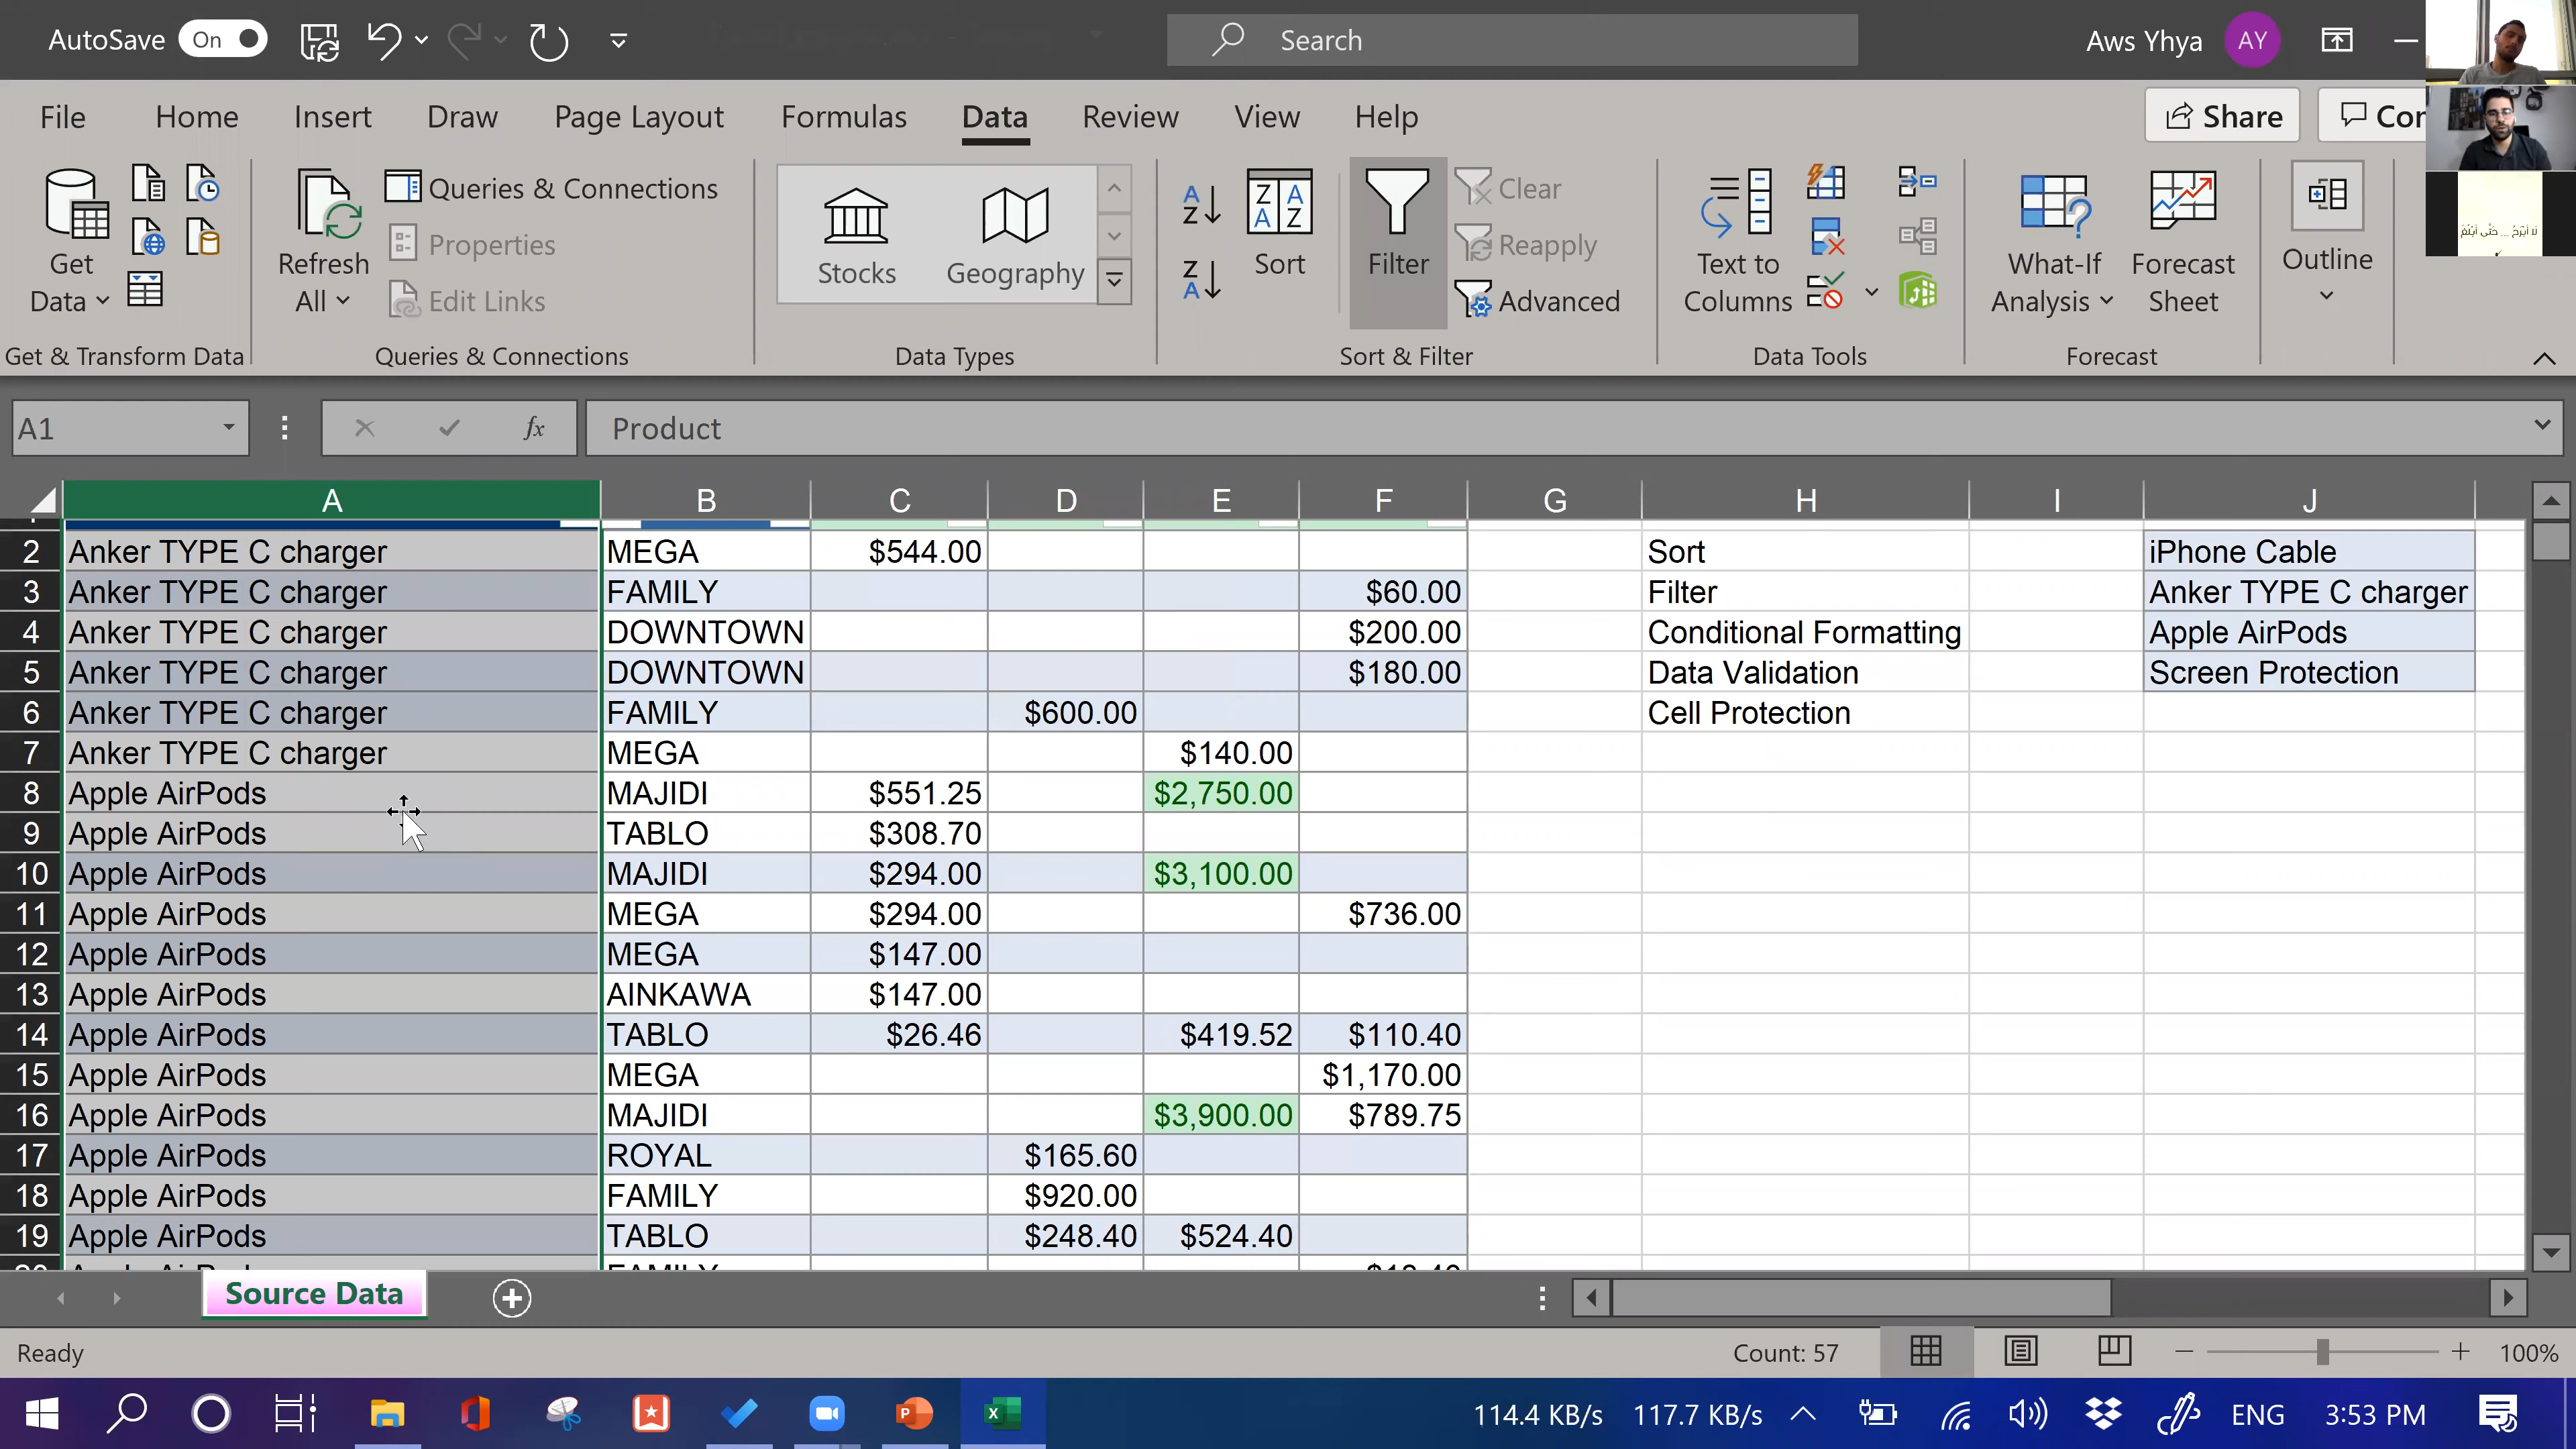 AutoSave On Search Aws Yhya AY
File Home Insert Draw Page Layout Formulas Data Review View Help Share
Get Data Refresh All Queries & Connections Properties Edit Links Stocks Geography Sort Filter Clear Reapply Advanced Text to Columns What-If Analysis Forecast Sheet Outline
Get & Transform Data Queries & Connections Data Types Sort & Filter Data Tools Forecast
A1 fx Product
A B C D E F G H I J
2 Anker TYPE C charger MEGA $544.00 Sort iPhone Cable
3 Anker TYPE C charger FAMILY $60.00 Filter Anker TYPE C charger
4 Anker TYPE C charger DOWNTOWN $200.00 Conditional Formatting Apple AirPods
5 Anker TYPE C charger DOWNTOWN $180.00 Data Validation Screen Protection
6 Anker TYPE C charger FAMILY $600.00 Cell Protection
7 Anker TYPE C charger MEGA $140.00
8 Apple AirPods MAJIDI $551.25 $2,750.00
9 Apple AirPods TABLO $308.70
10 Apple AirPods MAJIDI $294.00 $3,100.00
11 Apple AirPods MEGA $294.00 $736.00
12 Apple AirPods MEGA $147.00
13 Apple AirPods AINKAWA $147.00
14 Apple AirPods TABLO $26.46 $419.52 $110.40
15 Apple AirPods MEGA $1,170.00
16 Apple AirPods MAJIDI $3,900.00 $789.75
17 Apple AirPods ROYAL $165.60
18 Apple AirPods FAMILY $920.00
19 Apple AirPods TABLO $248.40 $524.40
Source Data
Ready Count: 57 100%
114.4 KB/s 117.7 KB/s ENG 3:53 PM